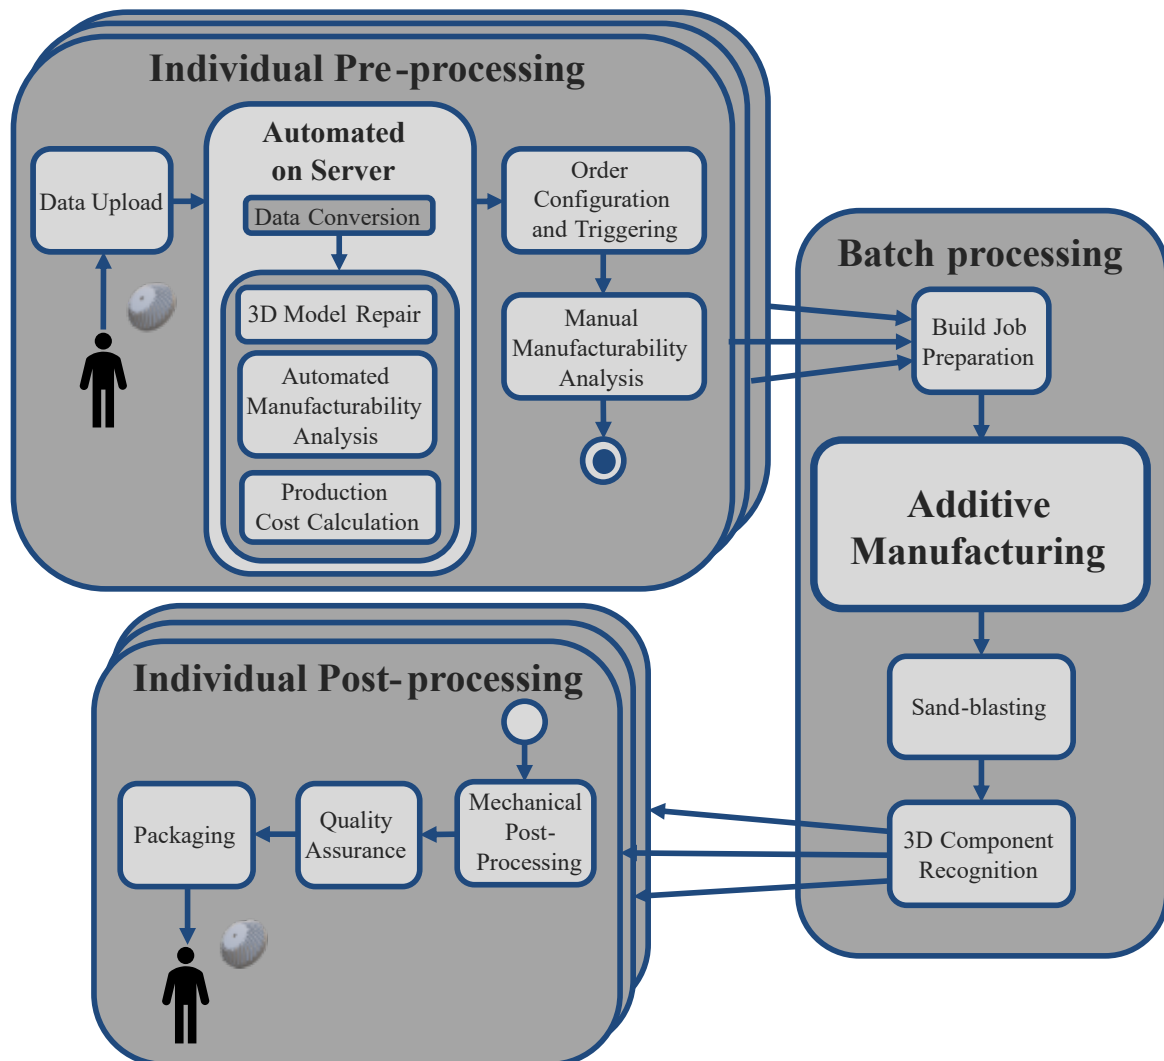 Individual Pre-processing
Data Upload
Automated
on Server
Data Conversion
3D Model Repair
Automated
Manufacturability
Analysis
Production
Cost Calculation
Order
Configuration
and Triggering
Manual
Manufacturability
Analysis
Batch processing
Build Job
Preparation
Additive
Manufacturing
Sand-blasting
3D Component
Recognition
Individual Post-processing
Mechanical
Post-
Processing
Quality
Assurance
Packaging